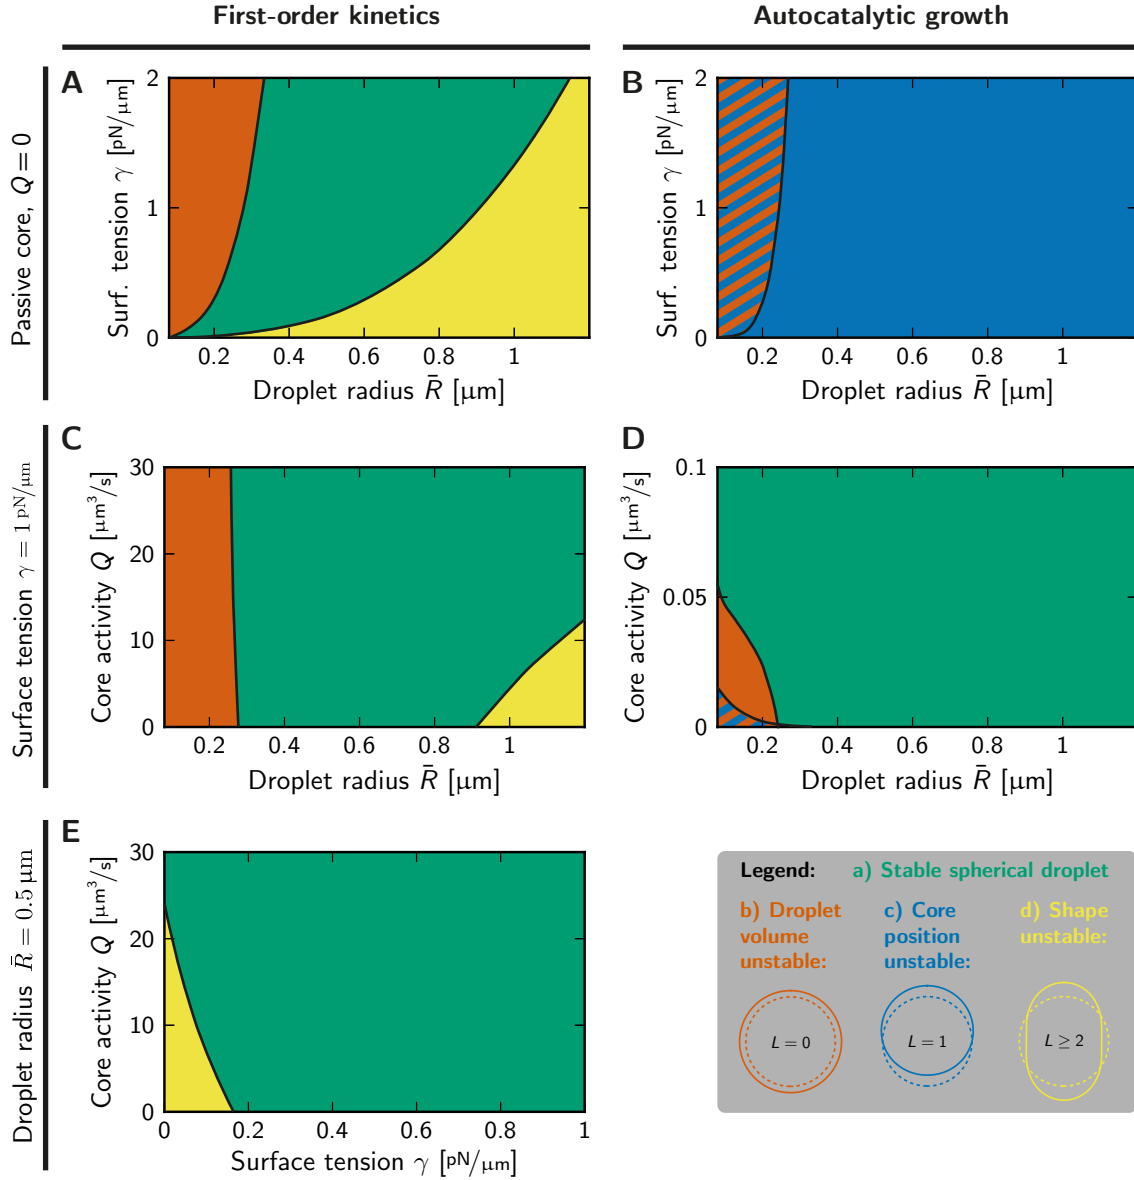 First-order kinetics
Autocatalytic growth
Passive core, Q = 0
A
Surf. tension γ [pN/μm]
2
1
0
0.2 0.4 0.6 0.8 1
Droplet radius R̄ [μm]
B
Surf. tension γ [pN/μm]
2
1
0
0.2 0.4 0.6 0.8 1
Droplet radius R̄ [μm]
Surface tension γ = 1 pN/μm
C
Core activity Q [μm³/s]
30
20
10
0
0.2 0.4 0.6 0.8 1
Droplet radius R̄ [μm]
D
Core activity Q [μm³/s]
0.1
0.05
0
0.2 0.4 0.6 0.8 1
Droplet radius R̄ [μm]
Droplet radius R̄ = 0.5 μm
E
Core activity Q [μm³/s]
30
20
10
0
0 0.2 0.4 0.6 0.8 1
Surface tension γ [pN/μm]
Legend: a) Stable spherical droplet
b) Droplet
volume
unstable:
c) Core
position
unstable:
d) Shape
unstable:
L = 0
L = 1
L ≥ 2